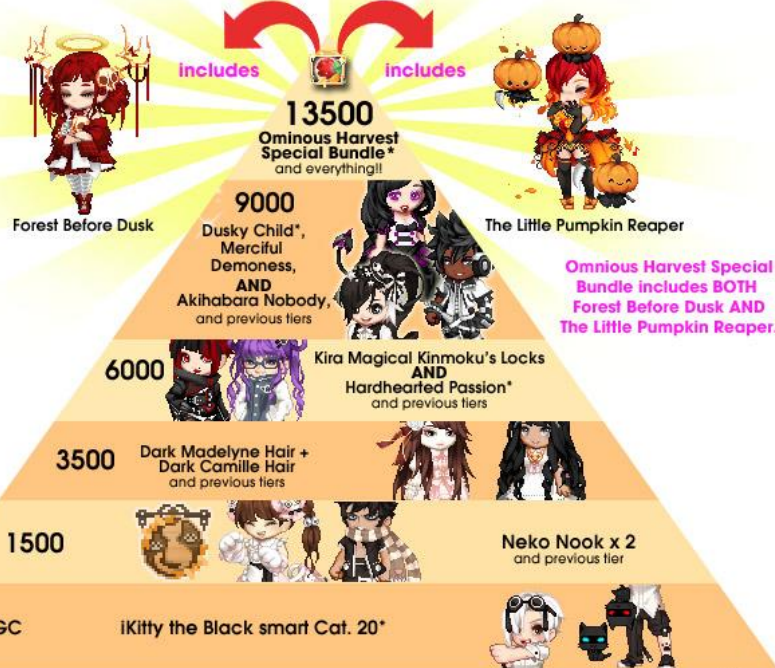 includes
includes
13500
Ominous Harvest
Special Bundle*
and everything!!
Forest Before Dusk
The Little Pumpkin Reaper
9000
Dusky Child*,
Merciful
Demoness,
AND
Akihabara Nobody,
and previous tiers
Omnious Harvest Special
Bundle includes BOTH
Forest Before Dusk AND
The Little Pumpkin Reaper.
6000
Kira Magical Kinmoku's Locks
AND
Hardhearted Passion*
and previous tiers
3500
Dark Madelyne Hair +
Dark Camille Hair
and previous tiers
1500
Neko Nook x 2
and previous tier
GC
iKitty the Black smart Cat. 20*